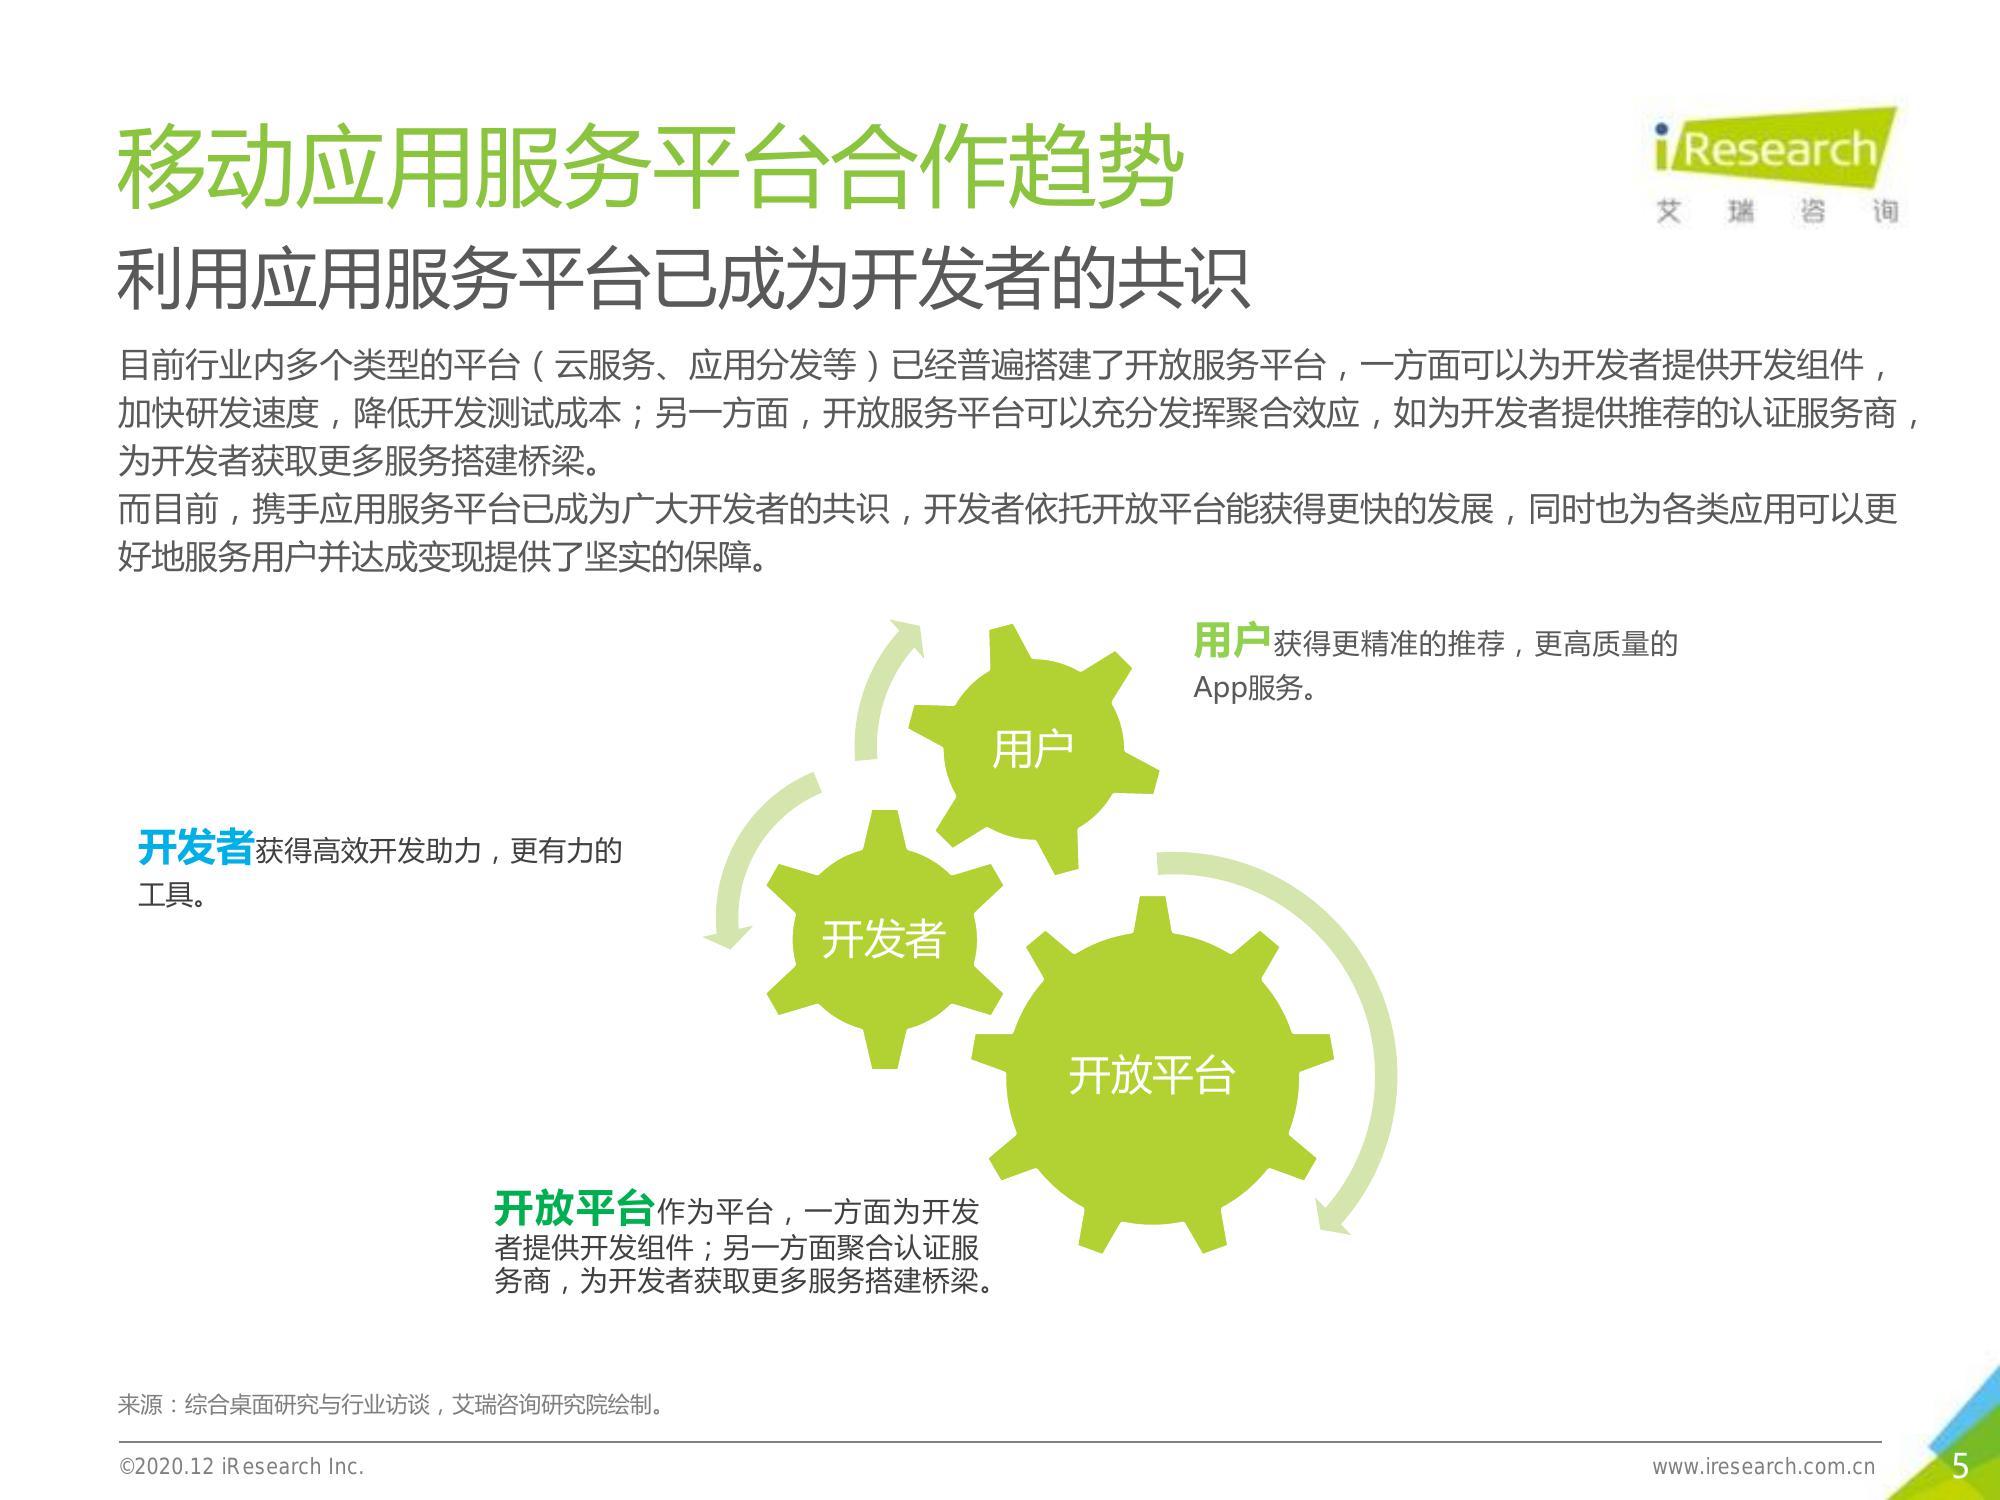 移动应用服务平台合作趋势
iResearch
艾瑞咨询
利用应用服务平台已成为开发者的共识
目前行业内多个类型的平台（云服务、应用分发等）已经普遍搭建了开放服务平台，一方面可以为开发者提供开发组件，
加快研发速度，降低开发测试成本；另一方面，开放服务平台可以充分发挥聚合效应，如为开发者提供推荐的认证服务商，
为开发者获取更多服务搭建桥梁。
而目前，携手应用服务平台已成为广大开发者的共识，开发者依托开放平台能获得更快的发展，同时也为各类应用可以更
好地服务用户并达成变现提供了坚实的保障。
用户获得更精准的推荐，更高质量的
App服务。
用户
开发者获得高效开发助力，更有力的
工具。
开发者
开放平台
开放平台作为平台，一方面为开发
者提供开发组件；另一方面聚合认证服
务商，为开发者获取更多服务搭建桥梁。
来源：综合桌面研究与行业访谈，艾瑞咨询研究院绘制。
©2020.12 iResearch Inc.
www.iresearch.com.cn
5